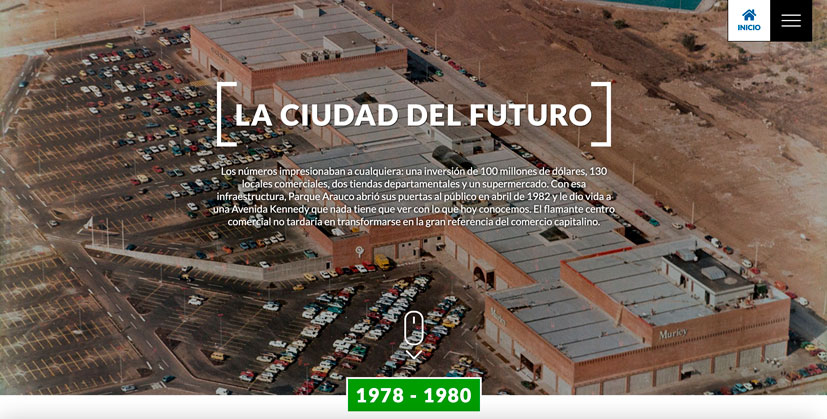 INICIO
LA CIUDAD DEL FUTURO
Los números impresionaban a cualquiera: una inversión de 100 millones de dólares, 130
locales comerciales, dos tiendas departamentales y un supermercado. Con esa
infraestructura, Parque Arauco abrió sus puertas al público en abril de 1982 y le dio vida a
una Avenida Kennedy que nada tiene que ver con lo que hoy conocemos. El flamante centro
comercial no tardaría en transformarse en la gran referencia del comercio capitalino.
Muricy
Muricy
1978 - 1980